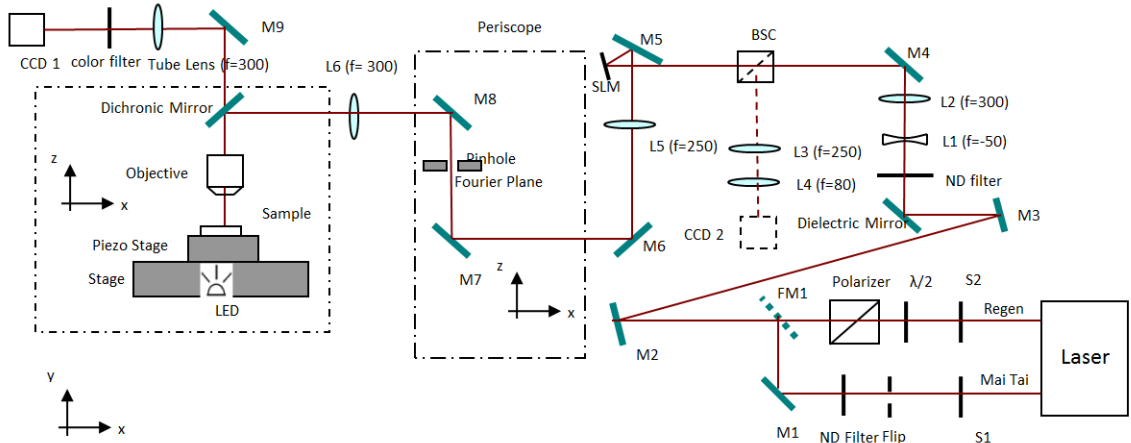 CCD 1
color filter
Tube Lens (f=300)
M9
L6 (f= 300)
Periscope
M8
Pinhole
Fourier Plane
M7
z
x
Dichronic Mirror
z
x
Objective
Sample
Piezo Stage
Stage
LED
y
x
M5
SLM
L5 (f=250)
M6
BSC
L3 (f=250)
L4 (f=80)
CCD 2
M4
L2 (f=300)
L1 (f=-50)
ND filter
Dielectric Mirror
M3
M2
FM1
Polarizer
λ/2
S2
Regen
Laser
Mai Tai
M1
ND Filter
Flip
S1